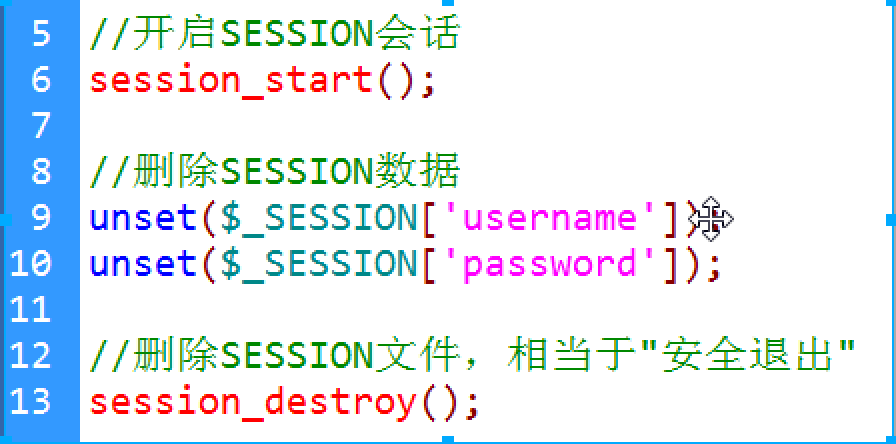 5 //开启SESSION会话
6 session_start();
7
8 //删除SESSION数据
9 unset($_SESSION['username'])
10 unset($_SESSION['password']);
11
12 //删除SESSION文件，相当于"安全退出"
13 session_destroy();